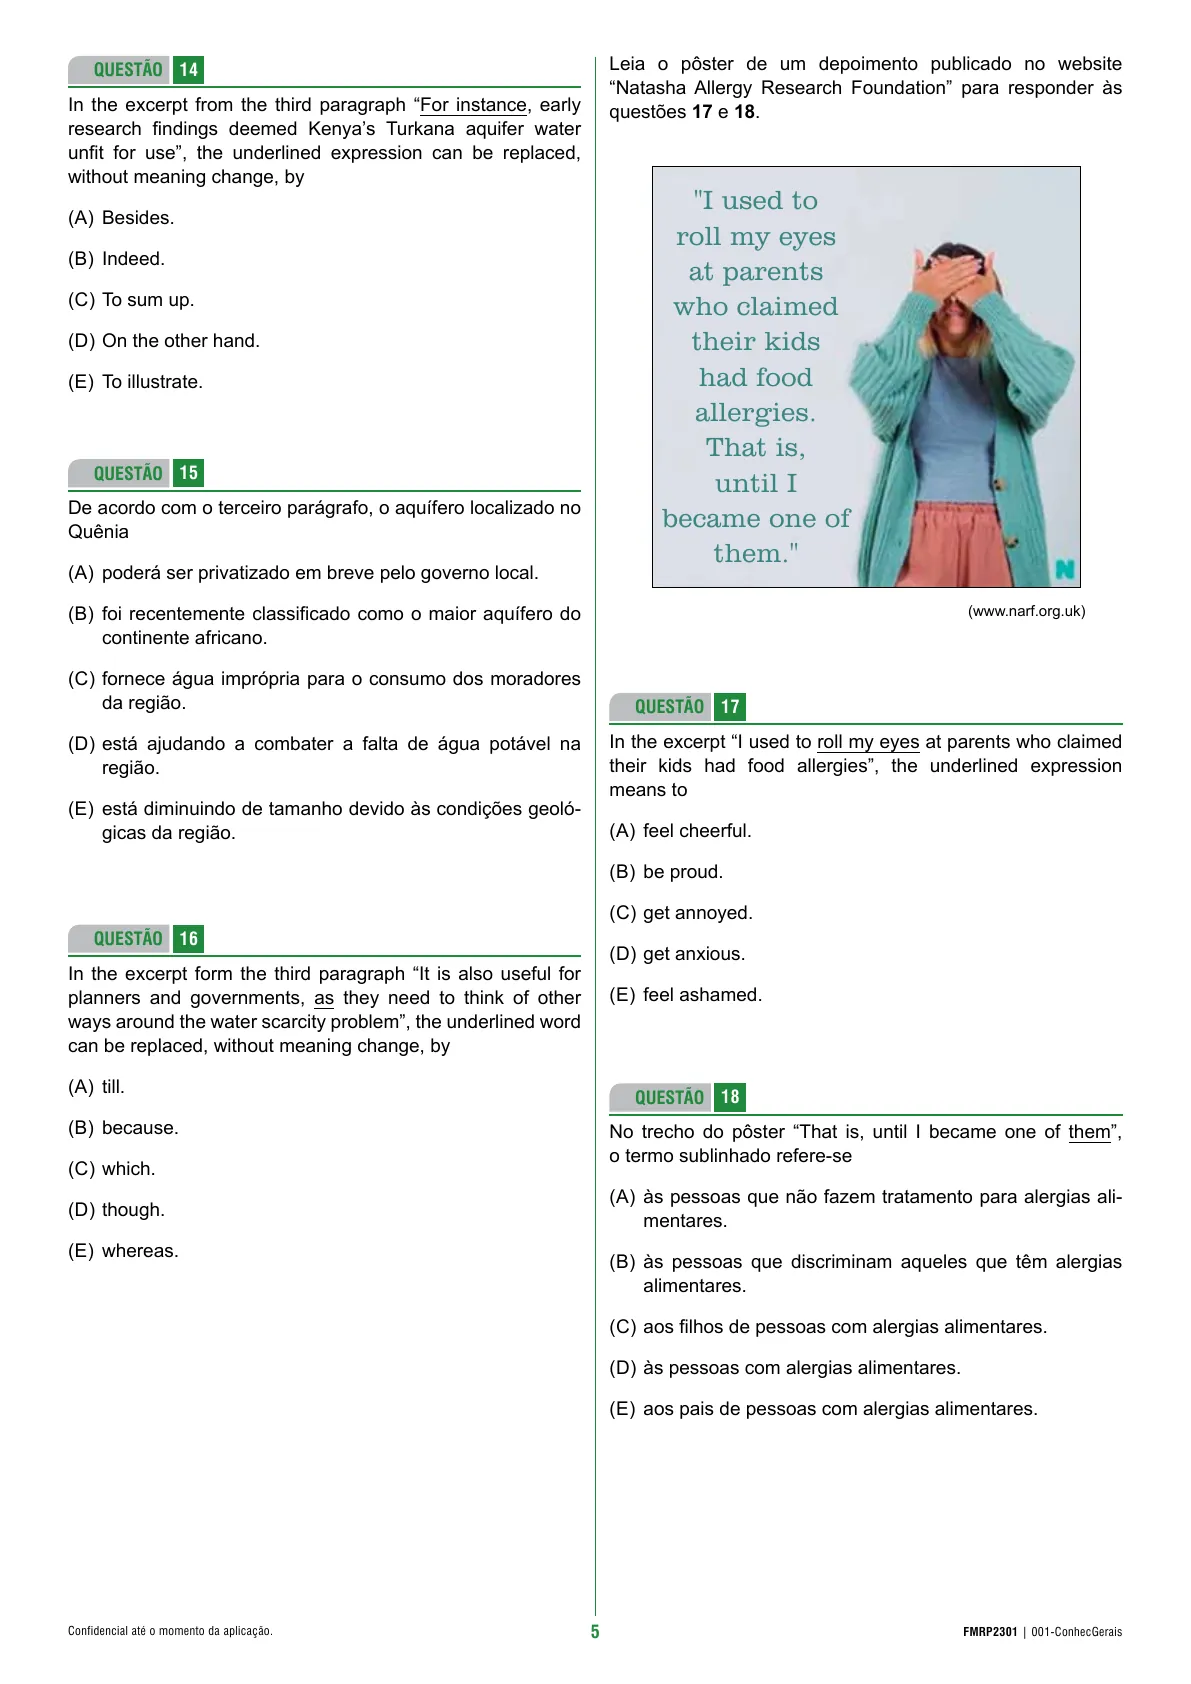 QUESTÃO 14
In the excerpt from the third paragraph “For instance, early
research findings deemed Kenya’s Turkana aquifer water
unfit for use”, the underlined expression can be replaced,
without meaning change, by
(A) Besides.
(B) Indeed.
(C) To sum up.
(D) On the other hand.
(E) To illustrate.
QUESTÃO 15
De acordo com o terceiro parágrafo, o aquífero localizado no
Quênia
(A) poderá ser privatizado em breve pelo governo local.
(B) foi recentemente classificado como o maior aquífero do
continente africano.
(C) fornece água imprópria para o consumo dos moradores
da região.
(D) está ajudando a combater a falta de água potável na
região.
(E) está diminuindo de tamanho devido às condições geoló-
gicas da região.
QUESTÃO 16
In the excerpt form the third paragraph “It is also useful for
planners and governments, as they need to think of other
ways around the water scarcity problem”, the underlined word
can be replaced, without meaning change, by
(A) till.
(B) because.
(C) which.
(D) though.
(E) whereas.
Leia o pôster de um depoimento publicado no website
“Natasha Allergy Research Foundation” para responder às
questões 17 e 18.
"I used to
roll my eyes
at parents
who claimed
their kids
had food
allergies.
That is,
until I
became one of
them."
N
(www.narf.org.uk)
QUESTÃO 17
In the excerpt “I used to roll my eyes at parents who claimed
their kids had food allergies”, the underlined expression
means to
(A) feel cheerful.
(B) be proud.
(C) get annoyed.
(D) get anxious.
(E) feel ashamed.
QUESTÃO 18
No trecho do pôster “That is, until I became one of them”,
o termo sublinhado refere-se
(A) às pessoas que não fazem tratamento para alergias ali-
mentares.
(B) às pessoas que discriminam aqueles que têm alergias
alimentares.
(C) aos filhos de pessoas com alergias alimentares.
(D) às pessoas com alergias alimentares.
(E) aos pais de pessoas com alergias alimentares.
Confidencial até o momento da aplicação.
5
FMRP2301 | 001-ConhecGerais